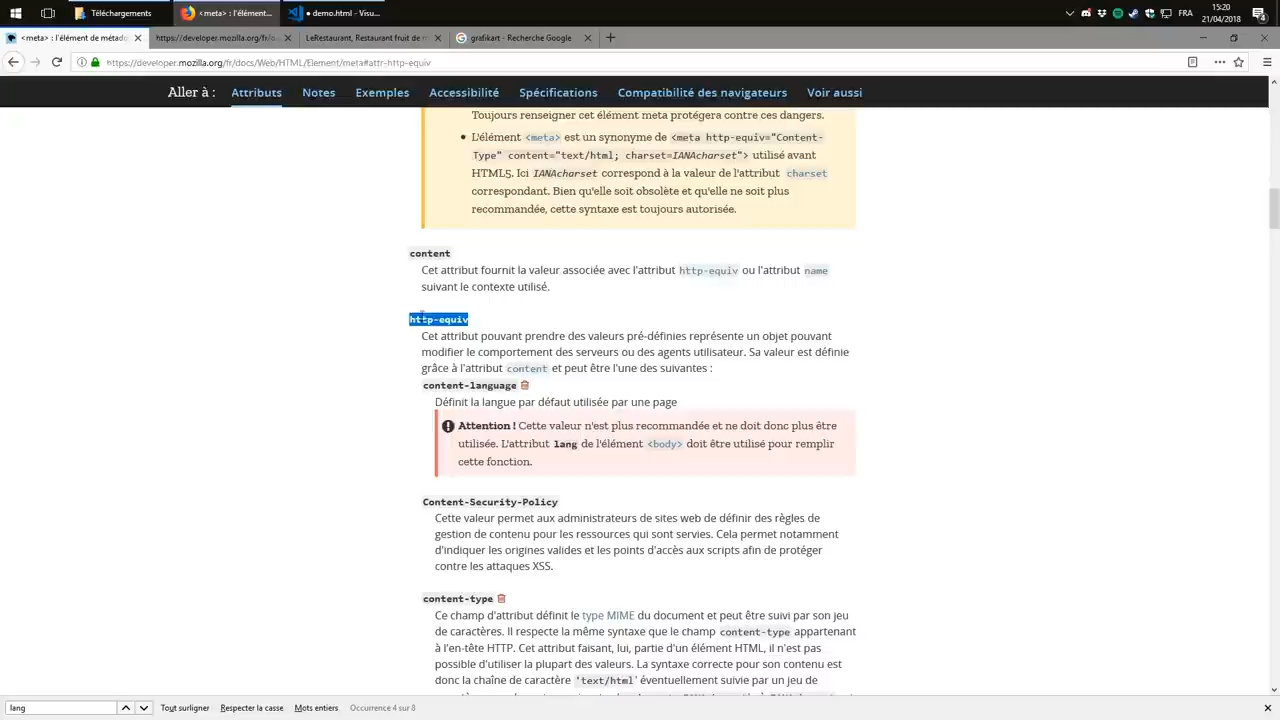 Téléchargements
<meta> : l'élément...
● demo.html - Visu...
FRA
15:20
21/04/2018
4
<meta> : l'élément de métado
https://developer.mozilla.org/fr/
LeRestaurant, Restaurant fruit de
grafikart - Recherche Google
https://developer.mozilla.org/fr/docs/Web/HTML/Element/meta#attr-http-equiv
Aller à : Attributs Notes Exemples Accessibilité Spécifications Compatibilité des navigateurs Voir aussi
Toujours renseigner cet élément meta protégera contre ces dangers.
• L'élément <meta> est un synonyme de <meta http-equiv="Content-
Type" content="text/html; charset=IANAcharset"> utilisé avant
HTML5. Ici IANAcharset correspond à la valeur de l'attribut charset
correspondant. Bien qu'elle soit obsolète et qu'elle ne soit plus
recommandée, cette syntaxe est toujours autorisée.
content
Cet attribut fournit la valeur associée avec l'attribut http-equiv ou l'attribut name
suivant le contexte utilisé.
http-equiv
Cet attribut pouvant prendre des valeurs pré-définies représente un objet pouvant
modifier le comportement des serveurs ou des agents utilisateur. Sa valeur est définie
grâce à l'attribut content et peut être l'une des suivantes :
content-language
Définit la langue par défaut utilisée par une page
Attention ! Cette valeur n'est plus recommandée et ne doit donc plus être
utilisée. L'attribut lang de l'élément <body> doit être utilisé pour remplir
cette fonction.
Content-Security-Policy
Cette valeur permet aux administrateurs de sites web de définir des règles de
gestion de contenu pour les ressources qui sont servies. Cela permet notamment
d'indiquer les origines valides et les points d'accès aux scripts afin de protéger
contre les attaques XSS.
content-type
Ce champ d'attribut définit le type MIME du document et peut être suivi par son jeu
de caractères. Il respecte la même syntaxe que le champ content-type appartenant
à l'en-tête HTTP. Cet attribut faisant, lui, partie d'un élément HTML, il n'est pas
possible d'utiliser la plupart des valeurs. La syntaxe correcte pour son contenu est
donc la chaîne de caractère 'text/html' éventuellement suivie par un jeu de
lang
Tout surligner
Respecter la casse
Mots entiers
Occurrence 4 sur 8